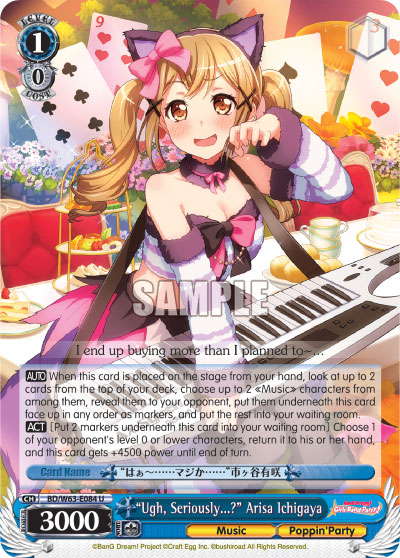 LEVEL
1
0
COST
9
SAMPLE
I end up buying more than I planned to~...
AUTO When this card is placed on the stage from your hand, look at up to 2
cards from the top of your deck, choose up to 2 «Music» characters from
among them, reveal them to your opponent, put them underneath this card
face up in any order as markers, and put the rest into your waiting room.
ACT [Put 2 markers underneath this card into your waiting room] Choose 1
of your opponent's level 0 or lower characters, return it to his or her hand,
and this card gets +4500 power until end of turn.
Card Name
“はぁ～……マジか……”市ヶ谷有咲
CH BD/W63-E084 U
3000
“Ugh, Seriously...?” Arisa Ichigaya
Girls Band Party!
Music
Poppin'Party
©BanG Dream! Project ©Craft Egg Inc. ©bushiroad All Rights Reserved.